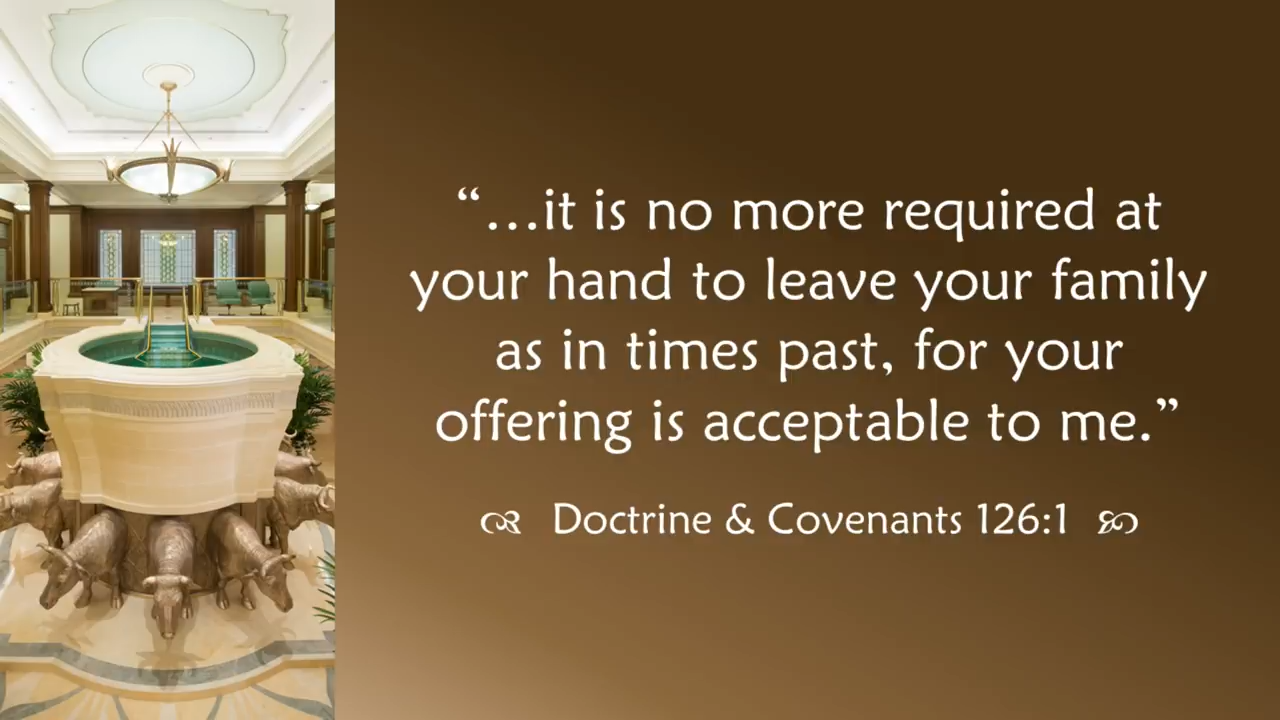 “...it is no more required at
your hand to leave your family
as in times past, for your
offering is acceptable to me.”
Doctrine & Covenants 126:1